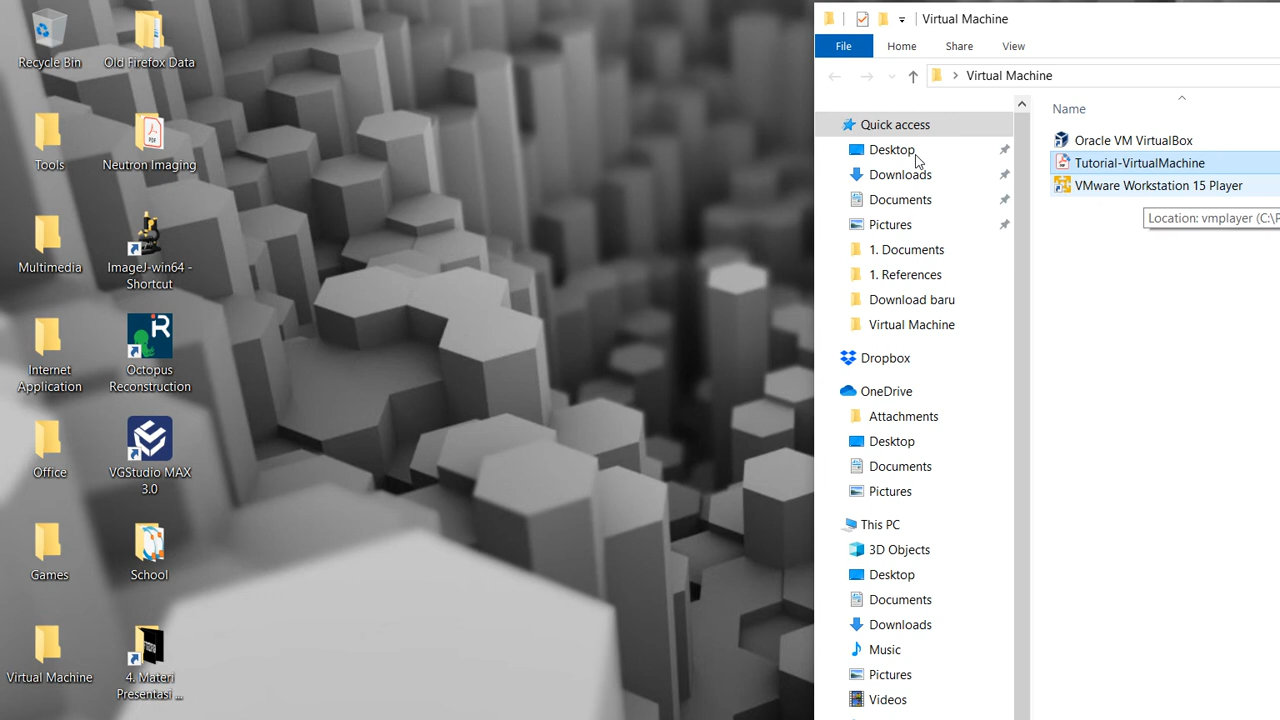 Recycle Bin
Old Firefox Data
Tools
Neutron Imaging
Multimedia
ImageJ-win64 -
Shortcut
Internet
Application
Octopus
Reconstruction
Office
VGStudio MAX
3.0
Games
School
Virtual Machine
4. Materi
Presentasi ...
Virtual Machine
File
Home
Share
View
Virtual Machine
Name
Quick access
Desktop
Downloads
Documents
Pictures
1. Documents
1. References
Download baru
Virtual Machine
Dropbox
OneDrive
Attachments
Desktop
Documents
Pictures
This PC
3D Objects
Desktop
Documents
Downloads
Music
Pictures
Videos
Oracle VM VirtualBox
Tutorial-VirtualMachine
VMware Workstation 15 Player
Location: vmplayer (C:\P